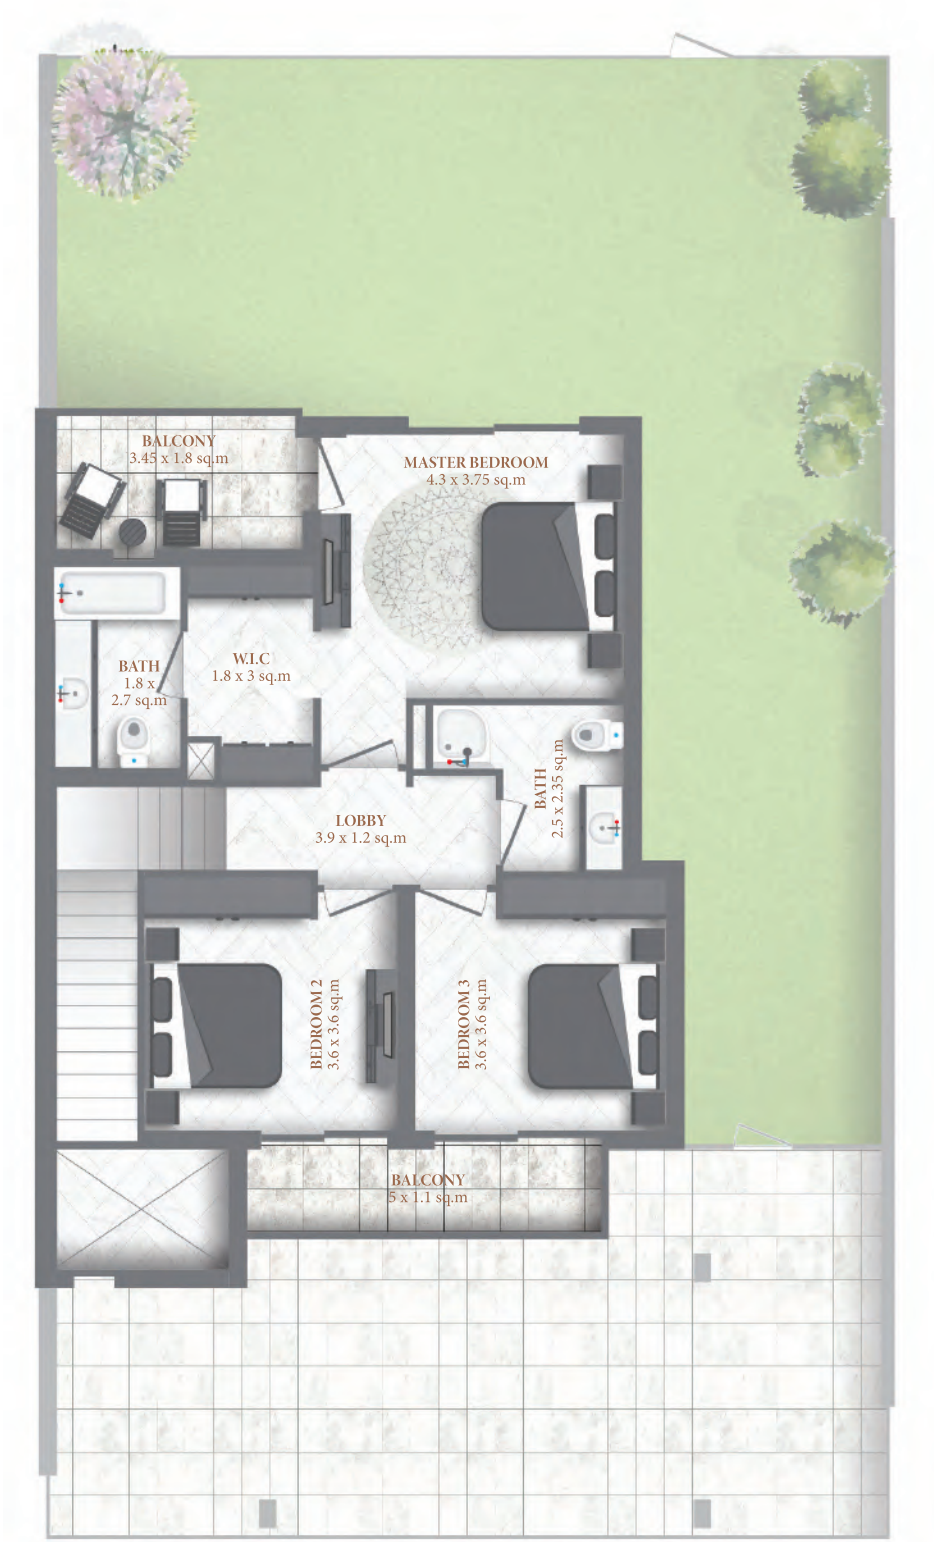 BALCONY
3.45 x 1.8 sq.m
MASTER BEDROOM
4.3 x 3.75 sq.m
W.I.C
1.8 x 3 sq.m
BATH
1.8 x
2.7 sq.m
BATH
2.5 x 2.35 sq.m
LOBBY
3.9 x 1.2 sq.m
BEDROOM 2
3.6 x 3.6 sq.m
BEDROOM 3
3.6 x 3.6 sq.m
BALCONY
5 x 1.1 sq.m